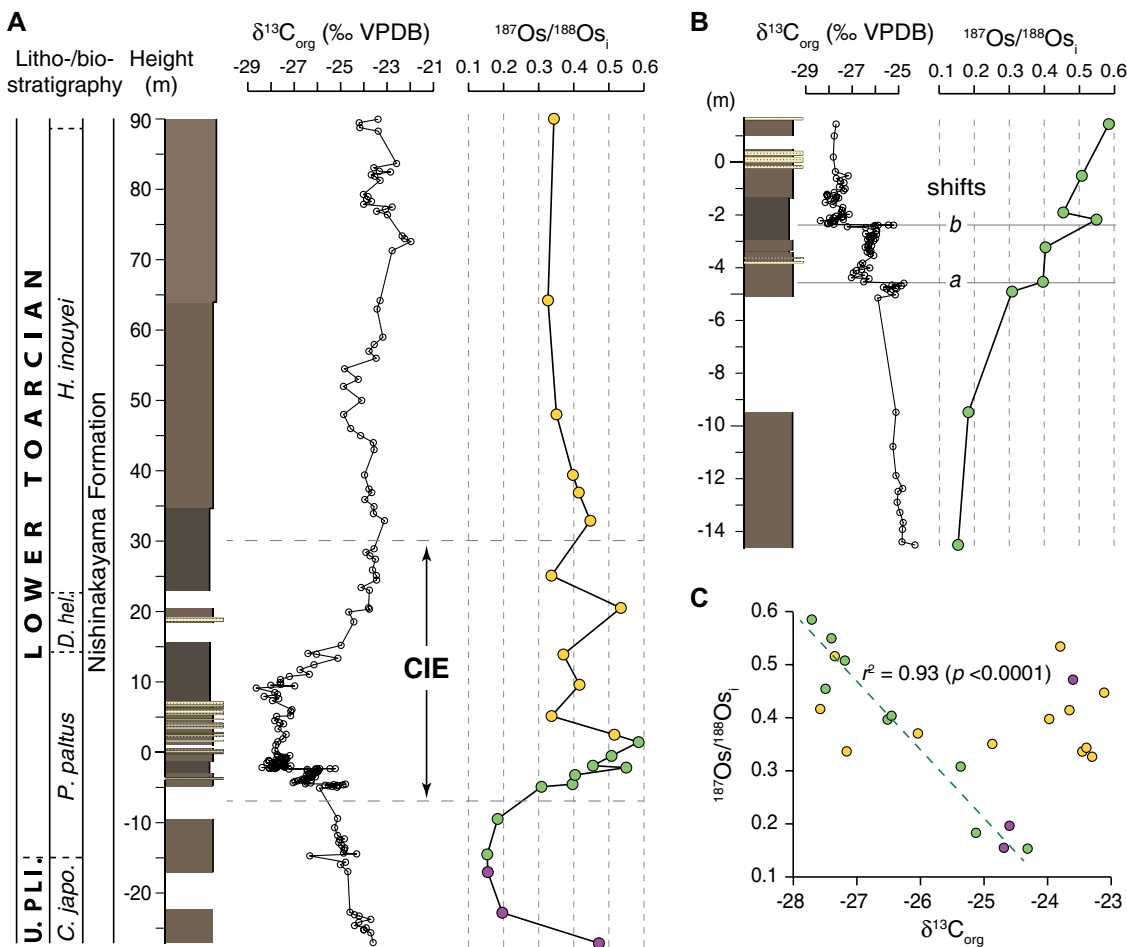 A
δ13Corg (‰ VPDB)
187Os/188Osi
Litho-/bio-
stratigraphy
Height
(m)
-29 -27 -25 -23 -21
0.1 0.2 0.3 0.4 0.5 0.6
90
80
70
63
50
40
30
20
10
0
-10
-20
U. PLI.
LOWER TOARCIAN
C. japo.
P. paltus
D. hel.
H. inouyei
Nishinakayama Formation
CIE
B
δ13Corg (‰ VPDB)
187Os/188Osi
-29 -27 -25
0.1 0.2 0.3 0.4 0.5 0.6
(m)
0
-2
-4
-6
-8
-10
-12
-14
shifts
b
a
C
187Os/188Osi
0.6
0.5
0.4
0.3
0.2
0.1
r2 = 0.93 (p <0.0001)
-28 -27 -26 -25 -24 -23
δ13Corg